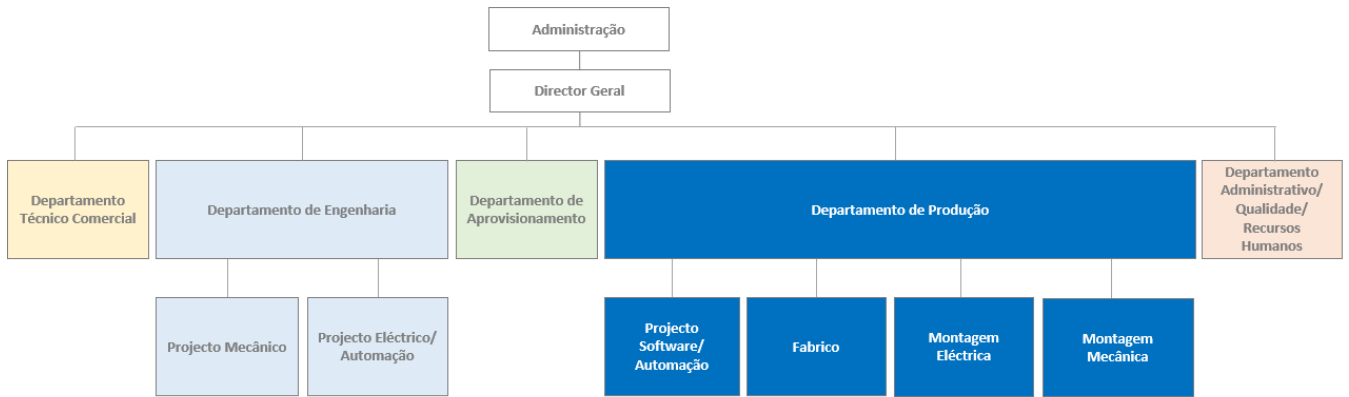 Administração
Director Geral
Departamento
Técnico Comercial
Departamento de Engenharia
Departamento de
Aprovisionamento
Departamento de Produção
Departamento
Administrativo/
Qualidade/
Recursos
Humanos
Projecto Mecânico
Projecto Eléctrico/
Automação
Projecto
Software/
Automação
Fabrico
Montagem
Eléctrica
Montagem
Mecânica